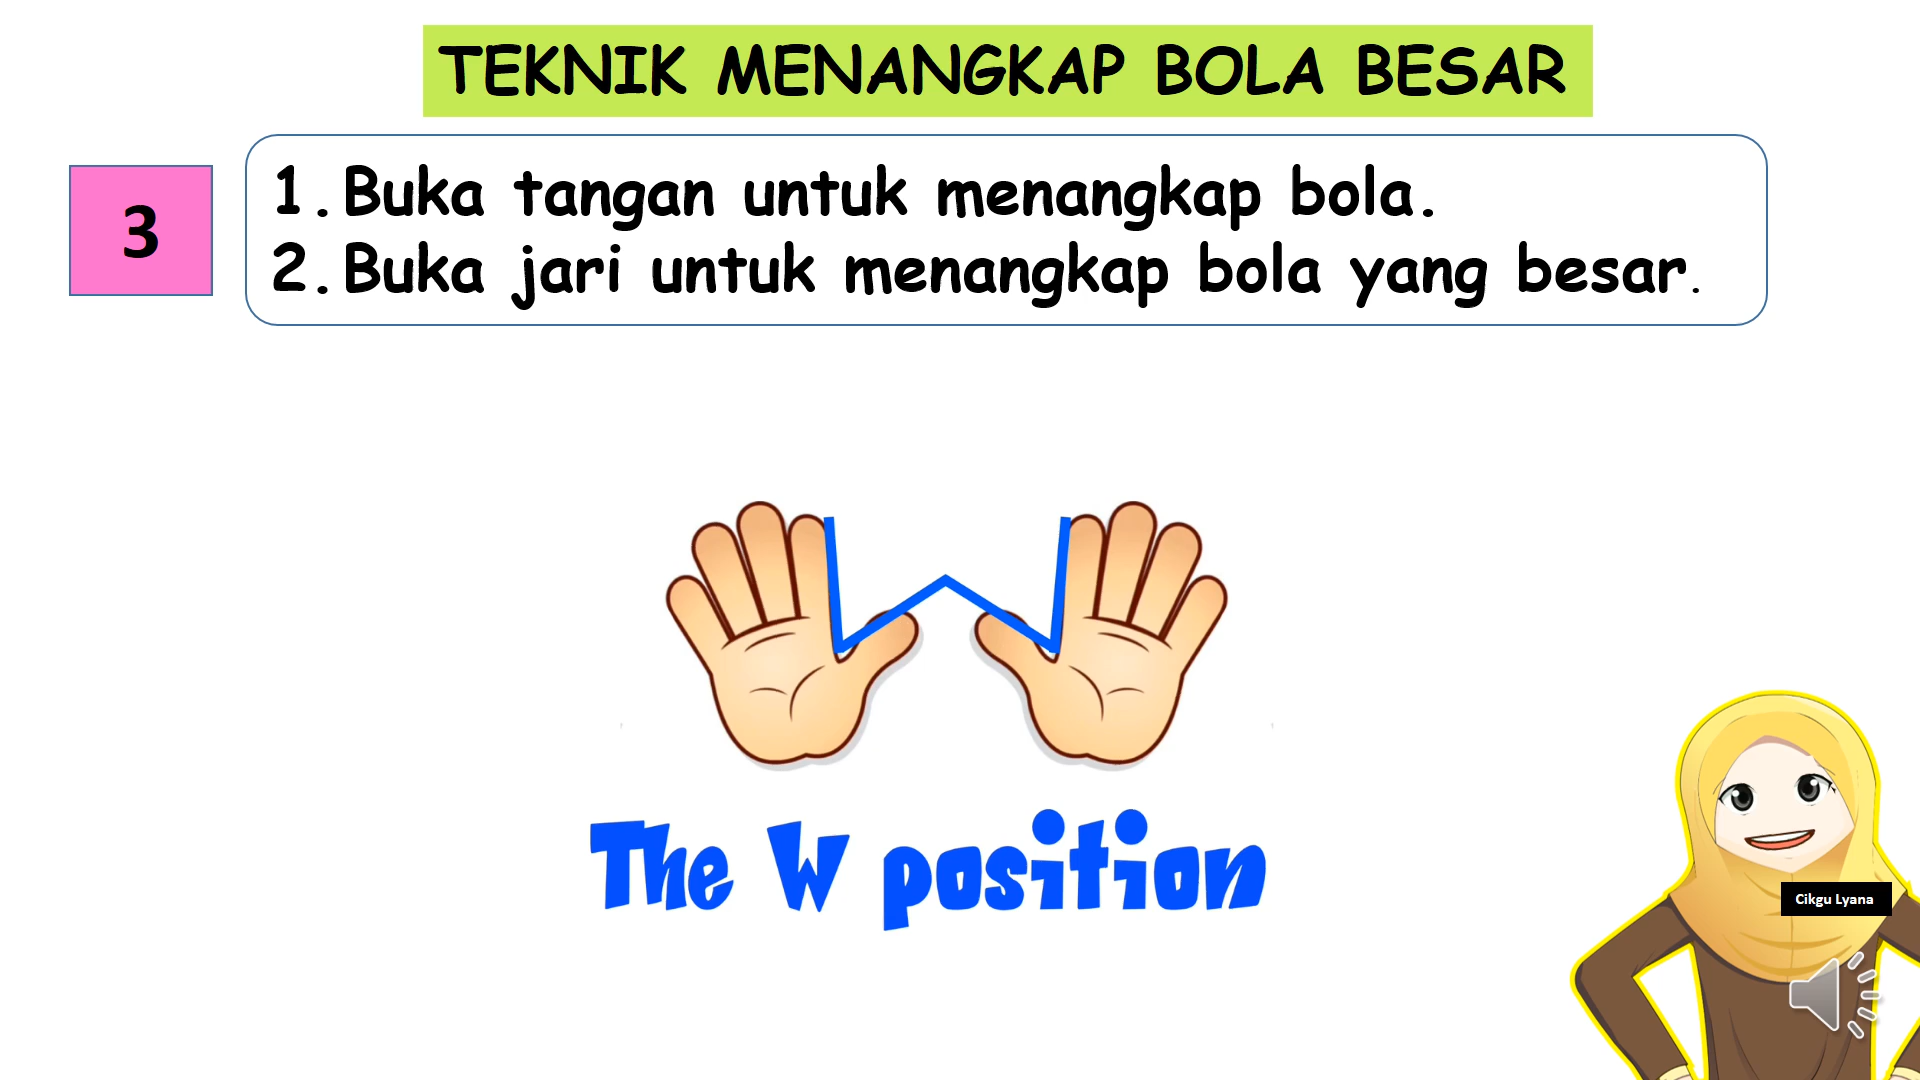 TEKNIK MENANGKAP BOLA BESAR
3
1. Buka tangan untuk menangkap bola.
2. Buka jari untuk menangkap bola yang besar.
The W position
Cikgu Lyana